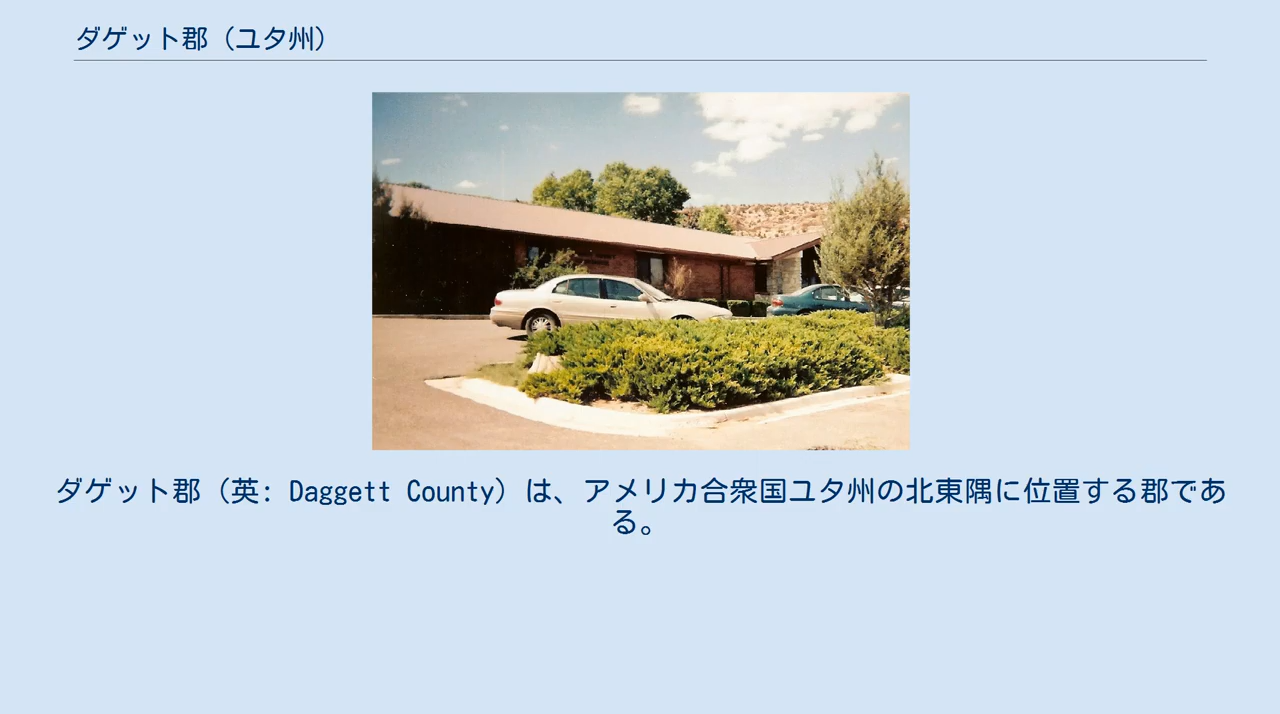 ダゲット郡（ユタ州）
ダゲット郡（英: Daggett County）は、アメリカ合衆国ユタ州の北東隅に位置する郡であ
る。